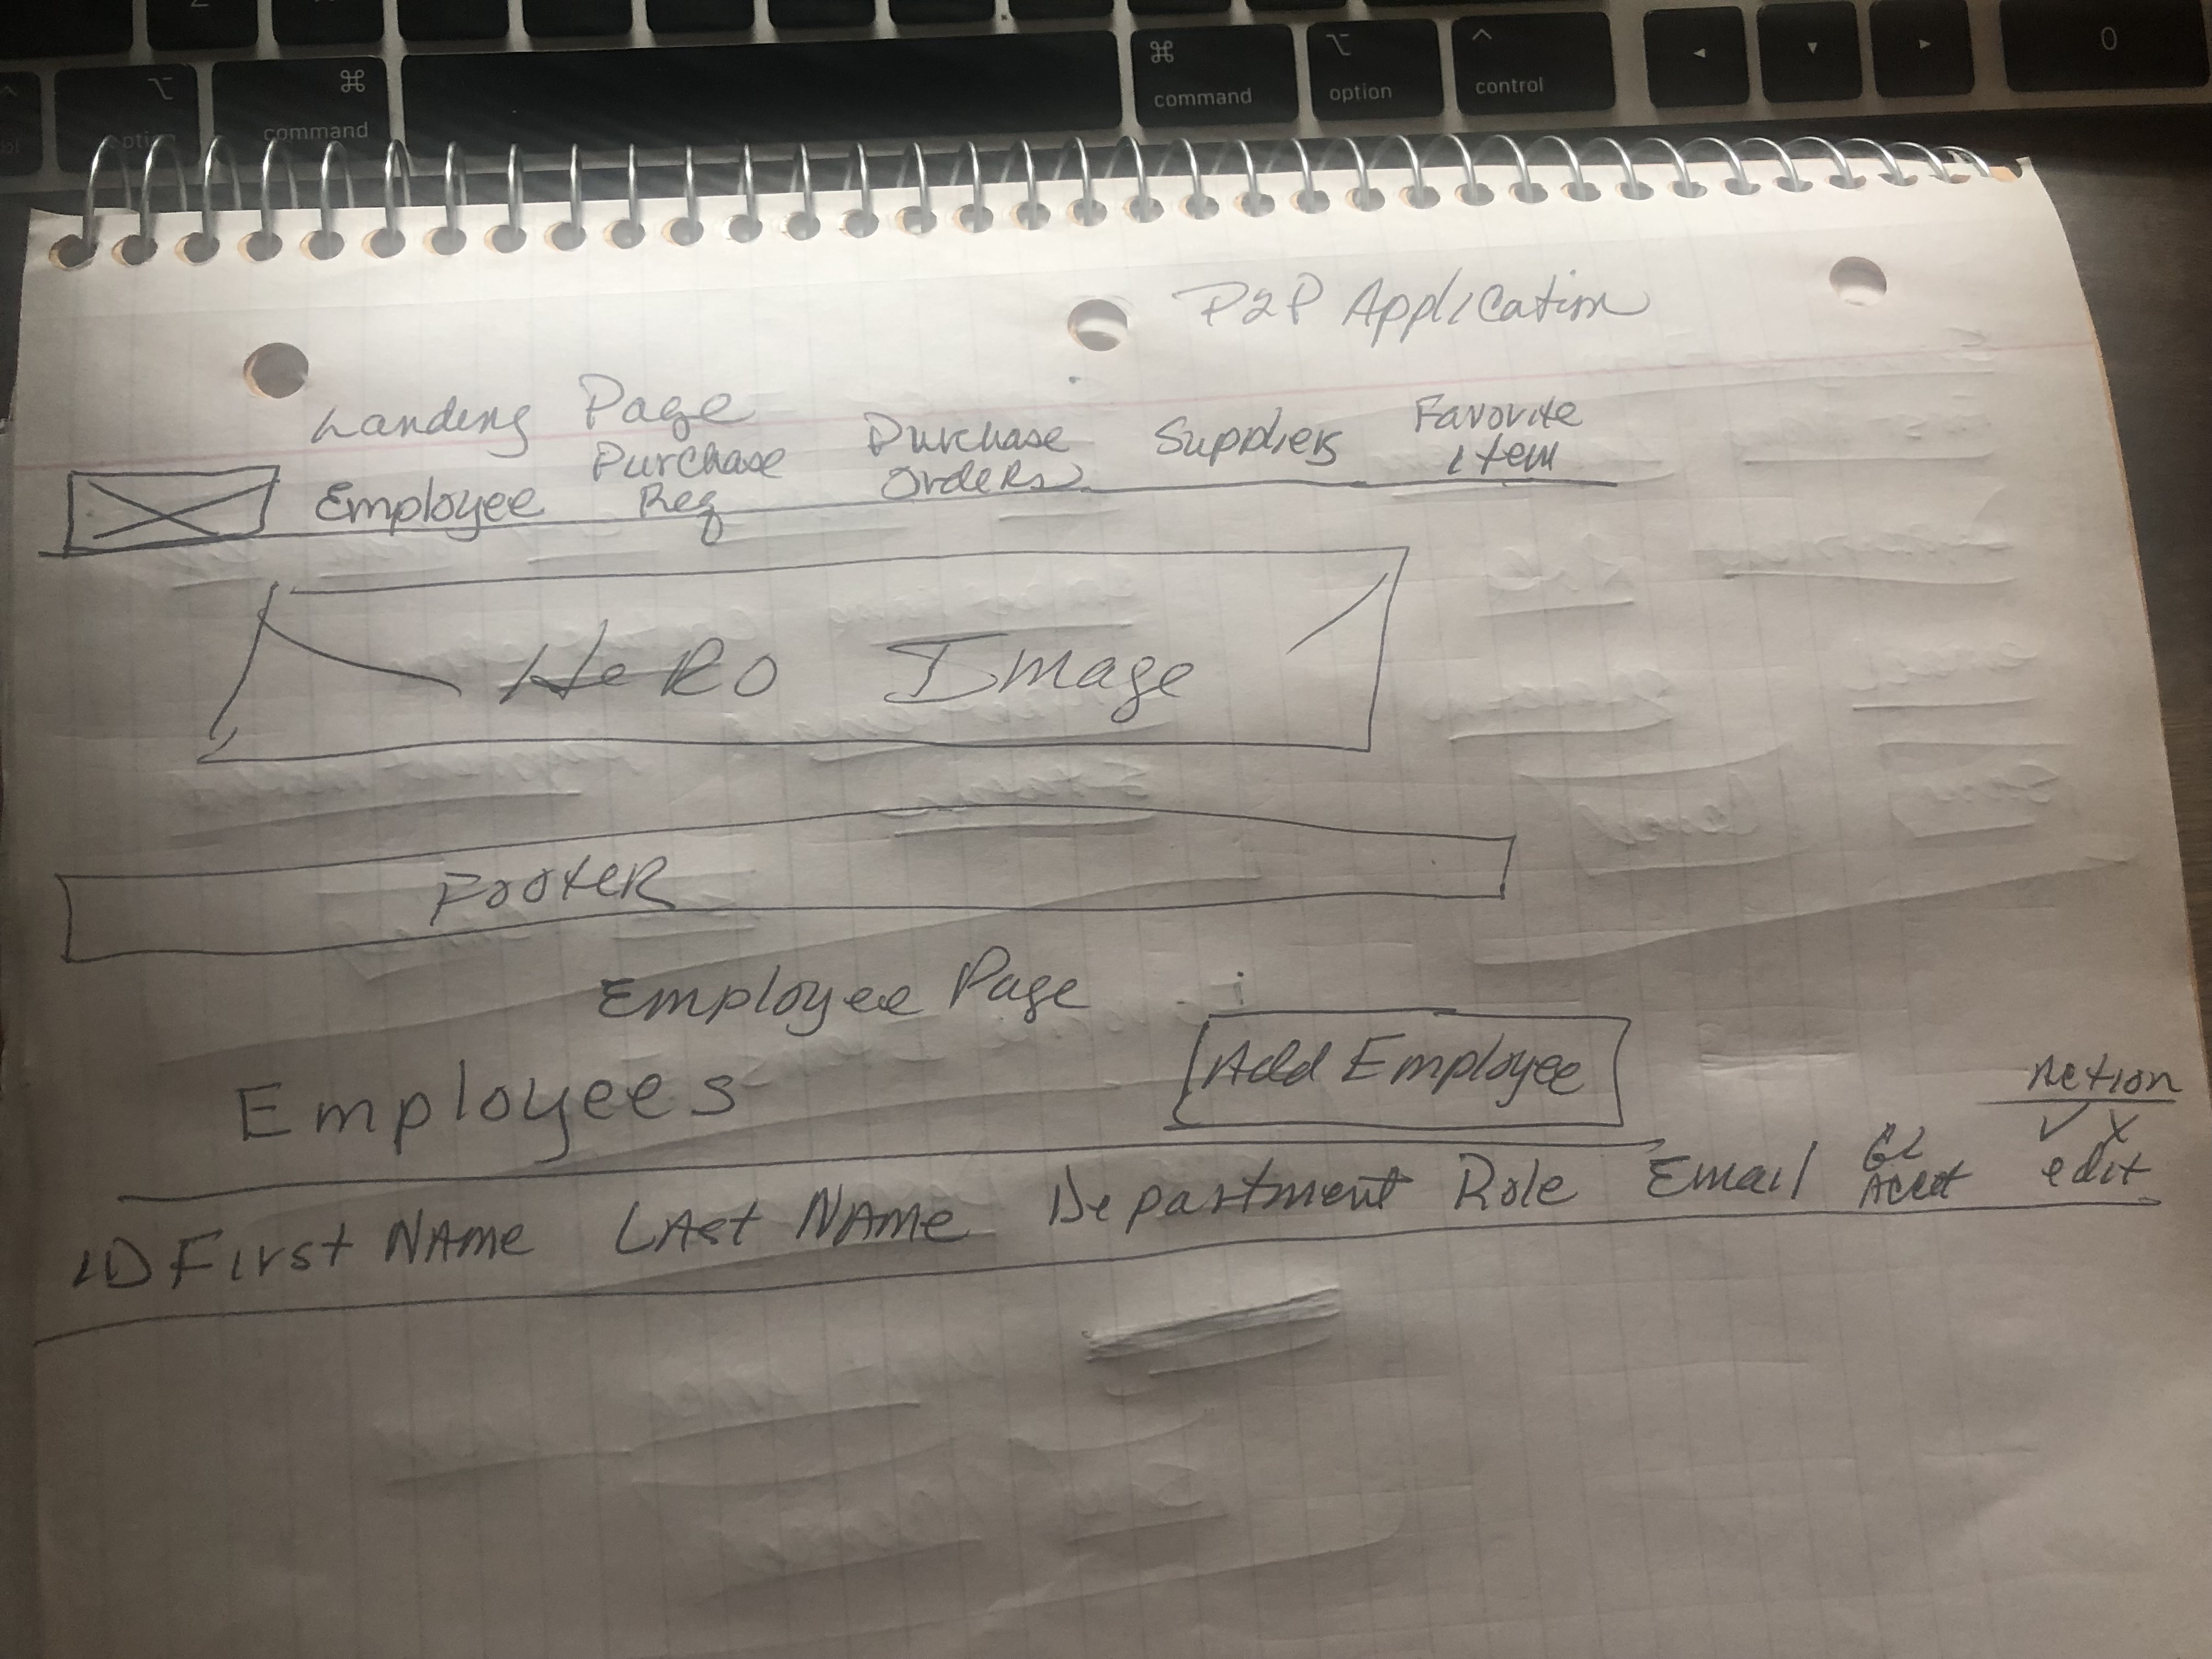 command
option
control
0
option
command
P2P Application
Landing Page
Employee Purchase Req Purchase Orders Suppliers Favorite Item
Hero Image
Footer
Employee Page
Employees Add Employee
Action
ID First Name Last Name Department Role Email GL Acct edit